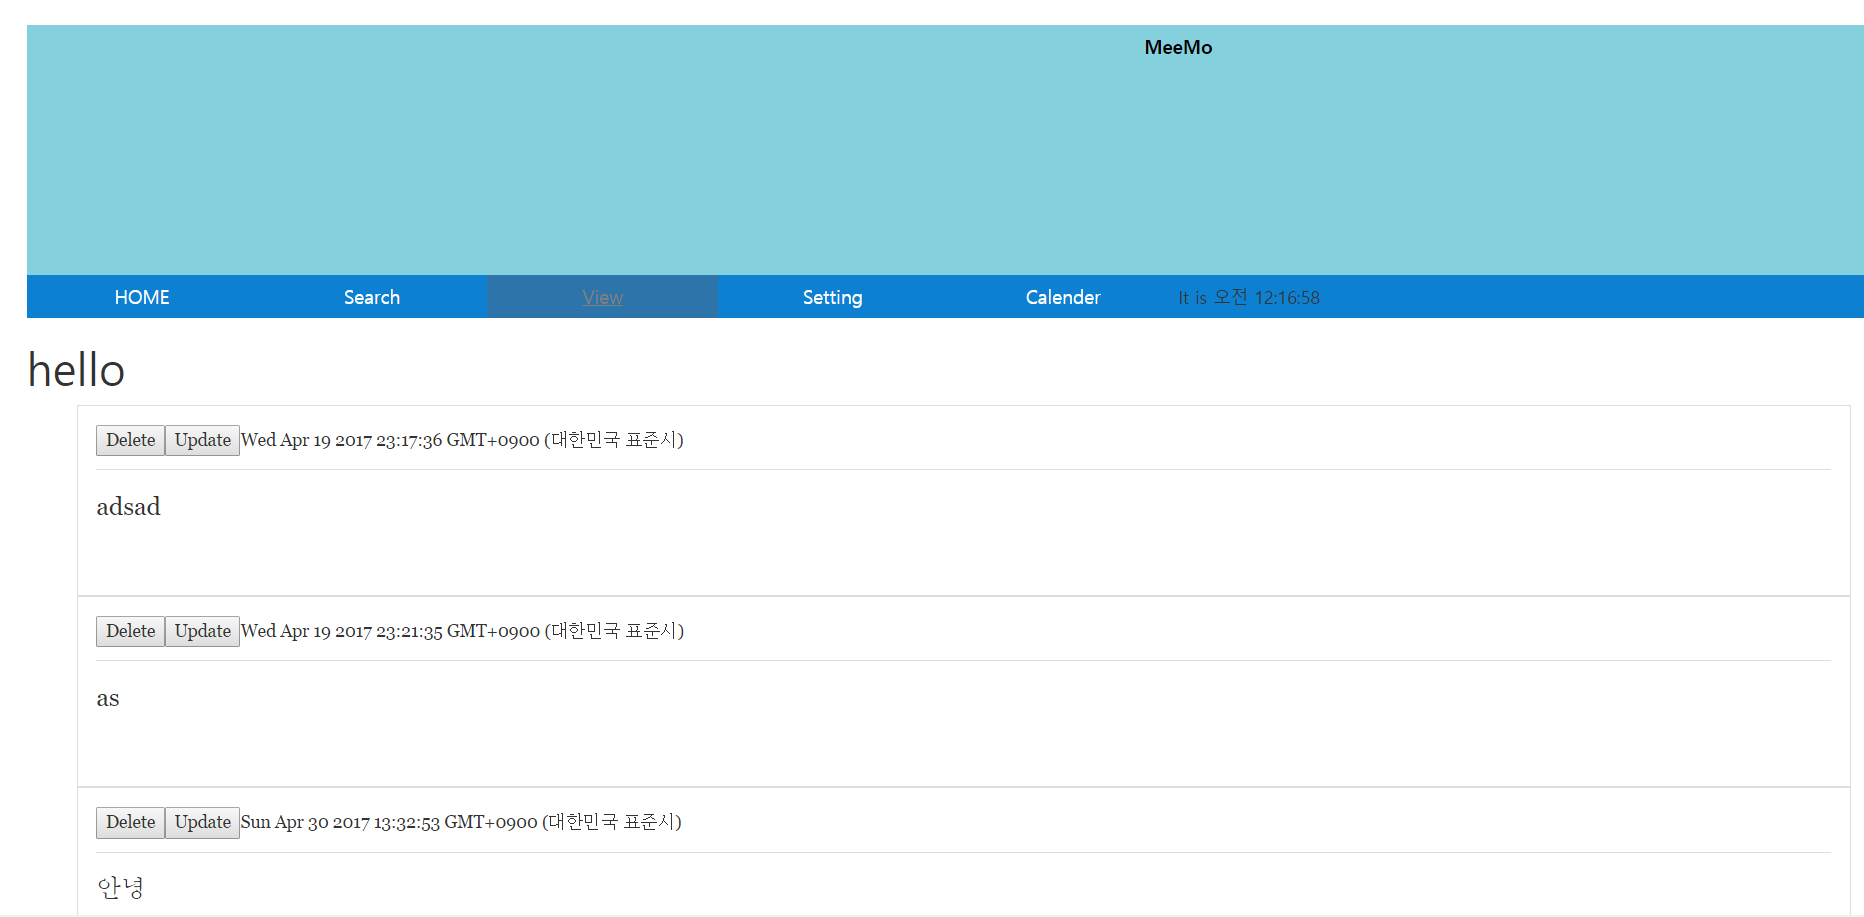 MeeMo
HOME Search View Setting Calender It is 오전 12:16:58
hello
Delete Update Wed Apr 19 2017 23:17:36 GMT+0900 (대한민국 표준시)
adsad
Delete Update Wed Apr 19 2017 23:21:35 GMT+0900 (대한민국 표준시)
as
Delete Update Sun Apr 30 2017 13:32:53 GMT+0900 (대한민국 표준시)
안녕